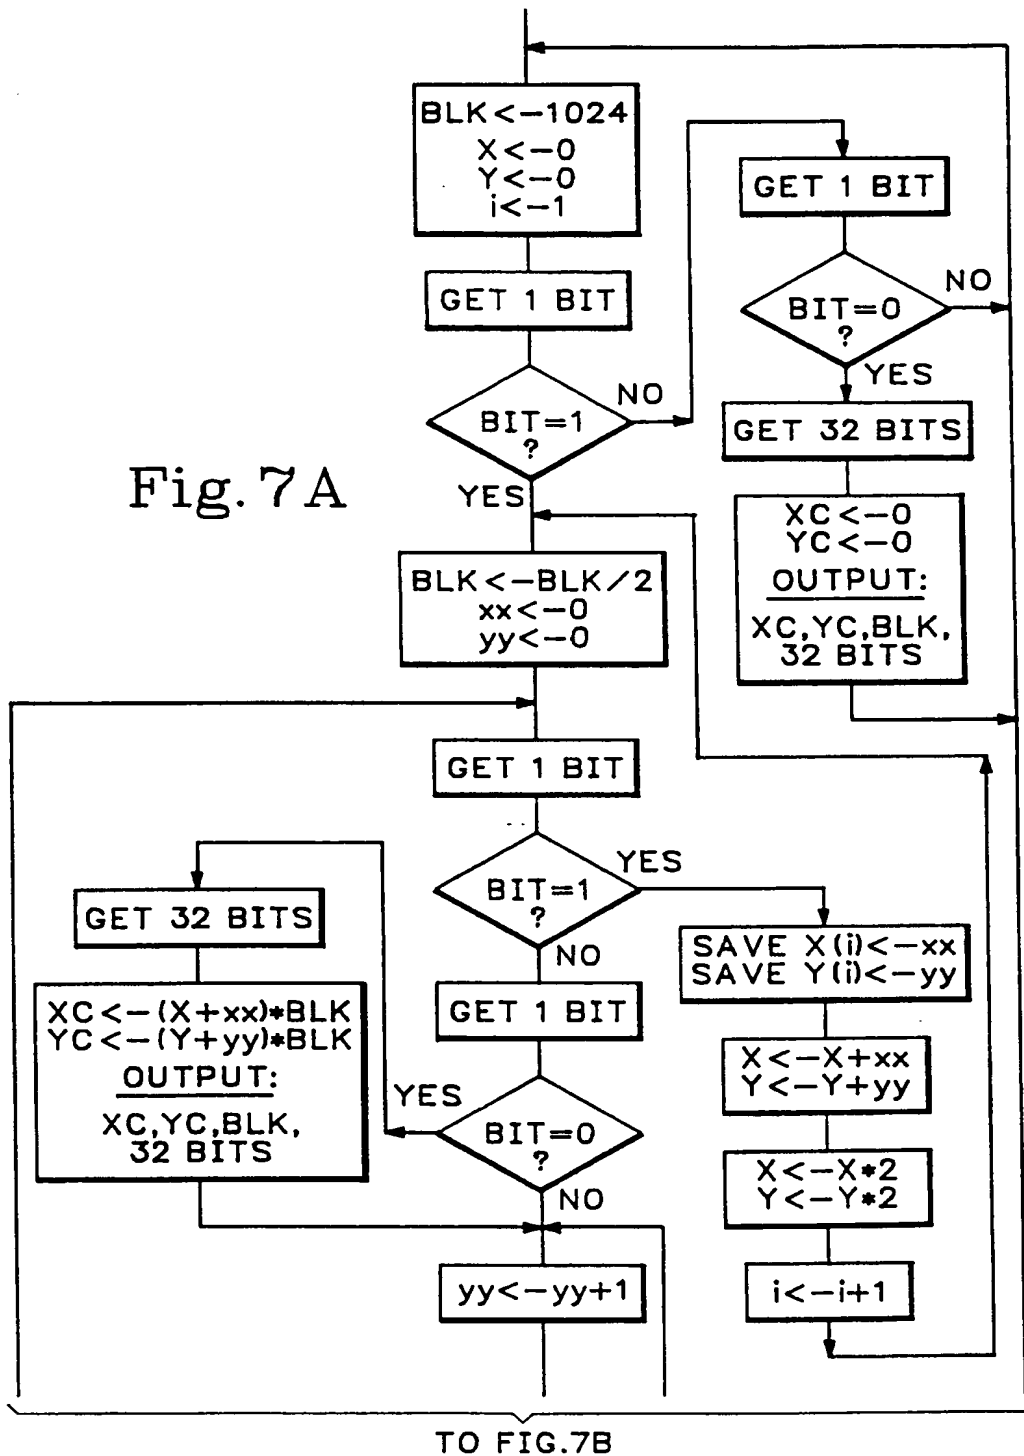 BLK<-1024
X<-0
Y<-0
i<-1
GET 1 BIT
BIT=1
?
NO
YES
GET 1 BIT
BIT=0
?
NO
YES
GET 32 BITS
XC<-0
YC<-0
OUTPUT:
XC,YC,BLK,
32 BITS
Fig.7A
BLK<-BLK/2
xx<-0
yy<-0
GET 1 BIT
BIT=1
?
YES
NO
GET 1 BIT
BIT=0
?
YES
NO
GET 32 BITS
XC<-(X+xx)*BLK
YC<-(Y+yy)*BLK
OUTPUT:
XC,YC,BLK,
32 BITS
SAVE X(i)<-xx
SAVE Y(i)<-yy
X<-X+xx
Y<-Y+yy
X<-X*2
Y<-Y*2
i<-i+1
yy<-yy+1
TO FIG.7B